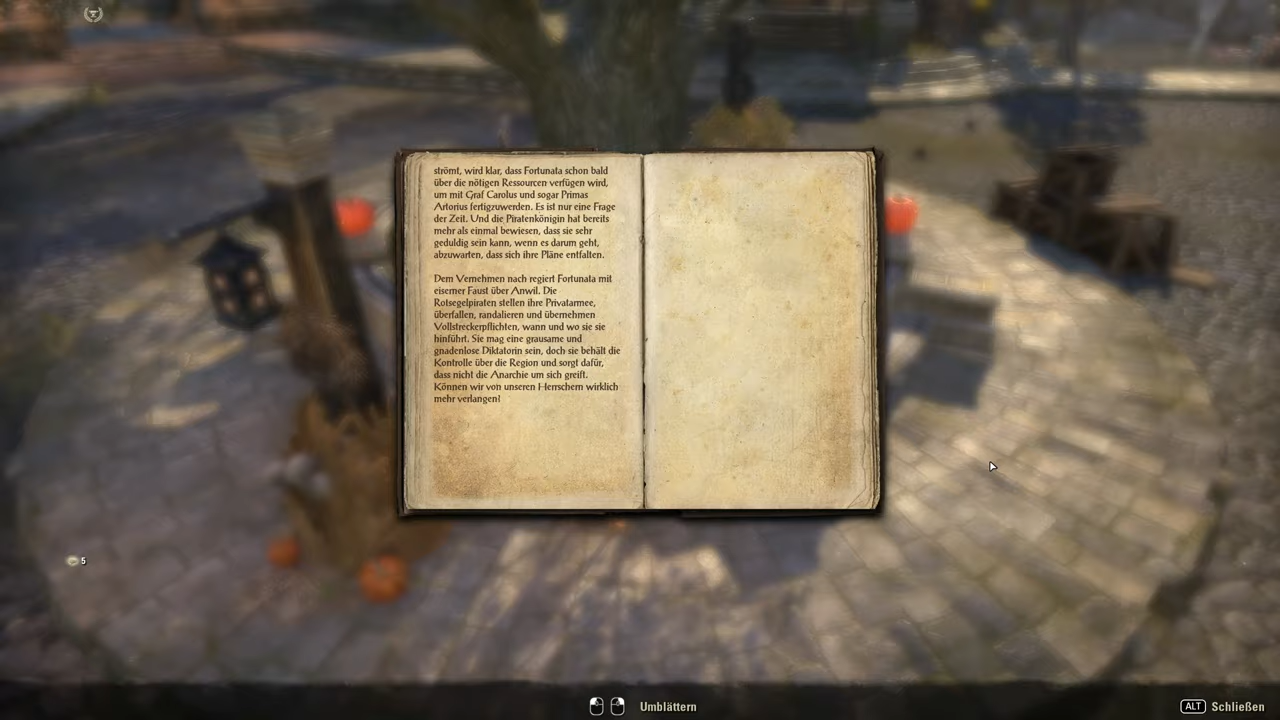 strömt, wird klar, dass Fortunata schon bald
über die nötigen Ressourcen verfügen wird,
um mit Graf Carolus und sogar Primas
Artorius fertigzuwerden. Es ist nur eine Frage
der Zeit. Und die Piratenkönigin hat bereits
mehr als einmal bewiesen, dass sie sehr
geduldig sein kann, wenn es darum geht,
abzuwarten, dass sich ihre Pläne entfalten.
Dem Vernehmen nach regiert Fortunata mit
eiserner Faust über Anwil. Die
Rotsegelpiraten stellen ihre Privatarmee,
überfallen, randalieren und übernehmen
Vollstreckerpflichten, wann und wo sie sie
hinführt. Sie mag eine grausame und
gnadenlose Diktatorin sein, doch sie behält die
Kontrolle über die Region und sorgt dafür,
dass nicht die Anarchie um sich greift.
Können wir von unseren Herrschern wirklich
mehr verlangen?
5
Umblättern
ALT Schließen